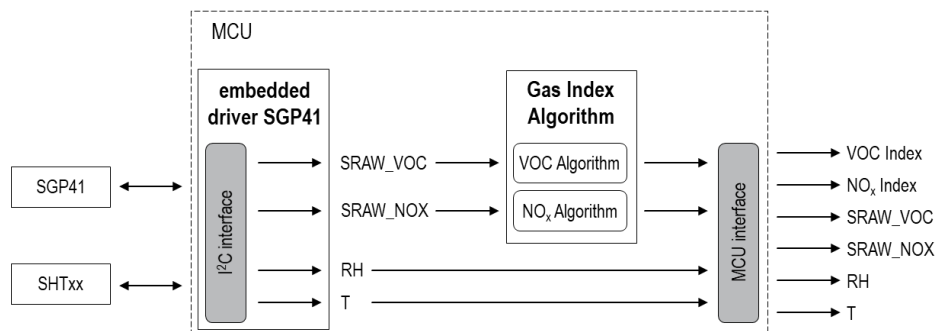 MCU
embedded
driver SGP41
Gas Index
Algorithm
SGP41
SHTxx
I²C interface
SRAW_VOC
SRAW_NOX
RH
T
VOC Algorithm
NOₓ Algorithm
MCU interface
VOC Index
NOₓ Index
SRAW_VOC
SRAW_NOX
RH
T